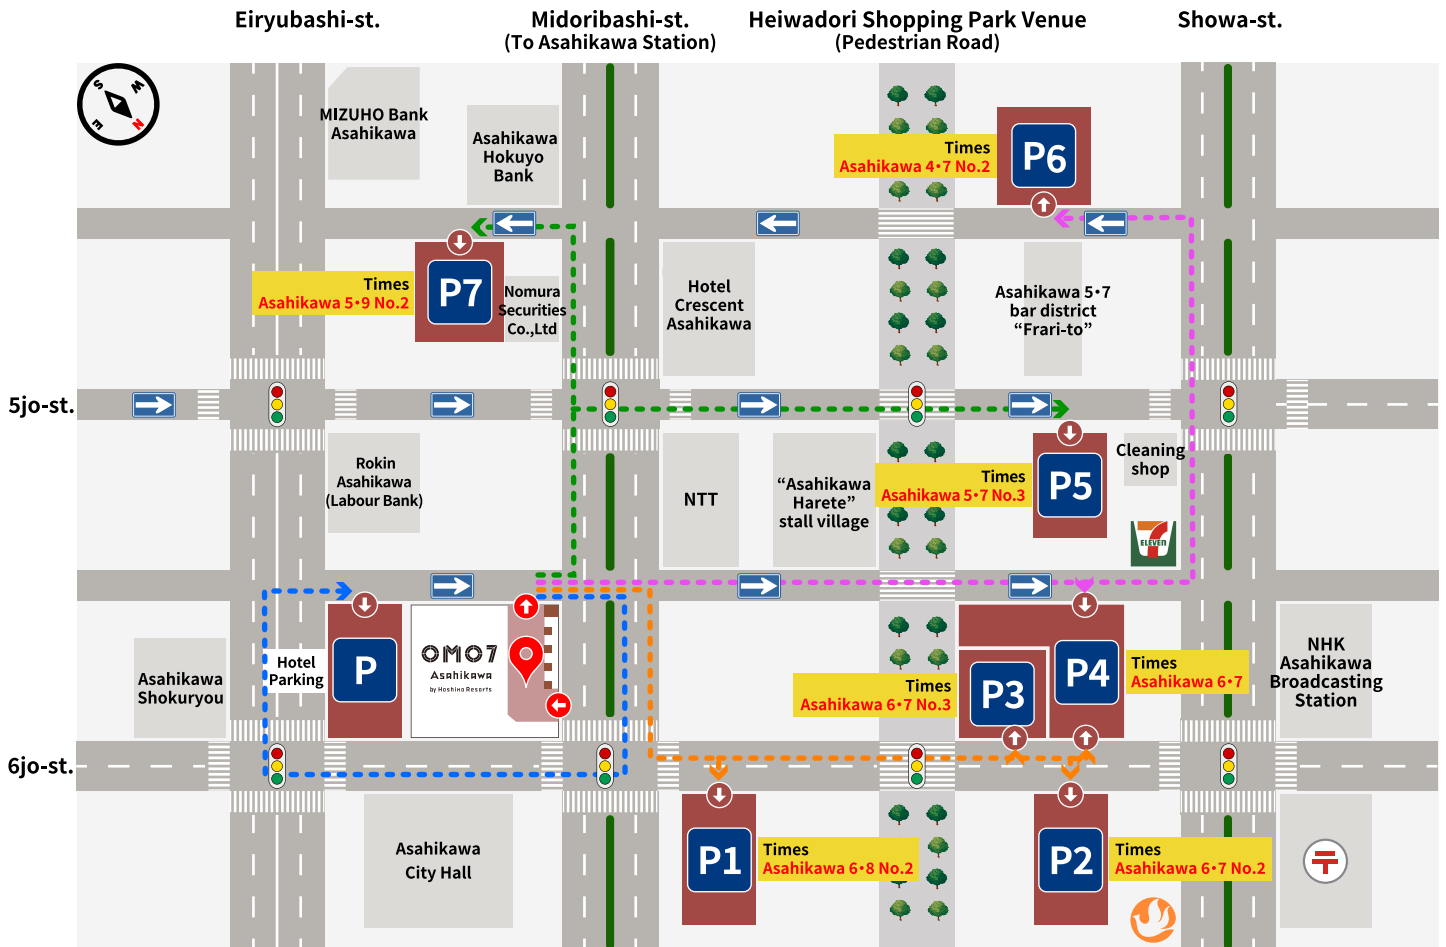 Eiryubashi-st.
Midoribashi-st.
(To Asahikawa Station)
Heiwadori Shopping Park Venue
(Pedestrian Road)
Showa-st.
S
W
E
N
MIZUHO Bank
Asahikawa
Asahikawa
Hokuyo
Bank
Times
Asahikawa 4•7 No.2
P6
Times
Asahikawa 5•9 No.2
P7
Nomura
Securities
Co.,Ltd
Hotel
Crescent
Asahikawa
Asahikawa 5•7
bar district
“Frari-to”
5jo-st.
Rokin
Asahikawa
(Labour Bank)
NTT
“Asahikawa
Harete”
stall village
Times
Asahikawa 5•7 No.3
P5
Cleaning
shop
ELEVEN
Asahikawa
Shokuryou
Hotel
Parking
P
OMO7
Asahikawa
by Hoshino Resorts
Times
Asahikawa 6•7 No.3
P3
P4
Times
Asahikawa 6•7
NHK
Asahikawa
Broadcasting
Station
6jo-st.
Asahikawa
City Hall
P1
Times
Asahikawa 6•8 No.2
P2
Times
Asahikawa 6•7 No.2